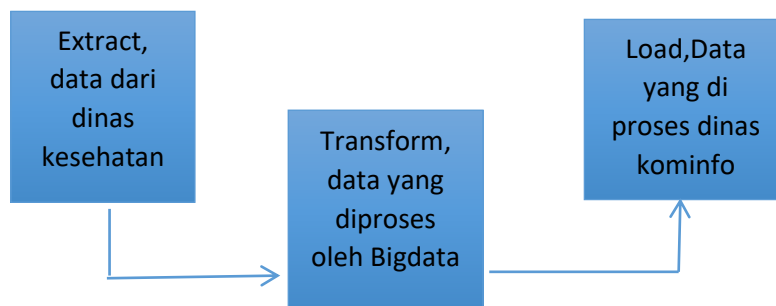 Extract,
data dari
dinas
kesehatan
Transform,
data yang
diproses
oleh Bigdata
Load,Data
yang di
proses dinas
kominfo